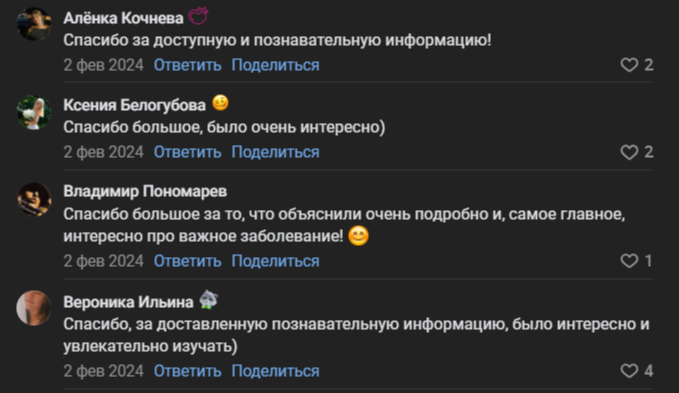 Алёнка Кочнева
Спасибо за доступную и познавательную информацию!
2 фев 2024 Ответить Поделиться 2
Ксения Белогубова
Спасибо большое, было очень интересно)
2 фев 2024 Ответить Поделиться 2
Владимир Пономарев
Спасибо большое за то, что объяснили очень подробно и, самое главное,
интересно про важное заболевание! 😊
2 фев 2024 Ответить Поделиться 1
Вероника Ильина
Спасибо, за доставленную познавательную информацию, было интересно и
увлекательно изучать)
2 фев 2024 Ответить Поделиться 4